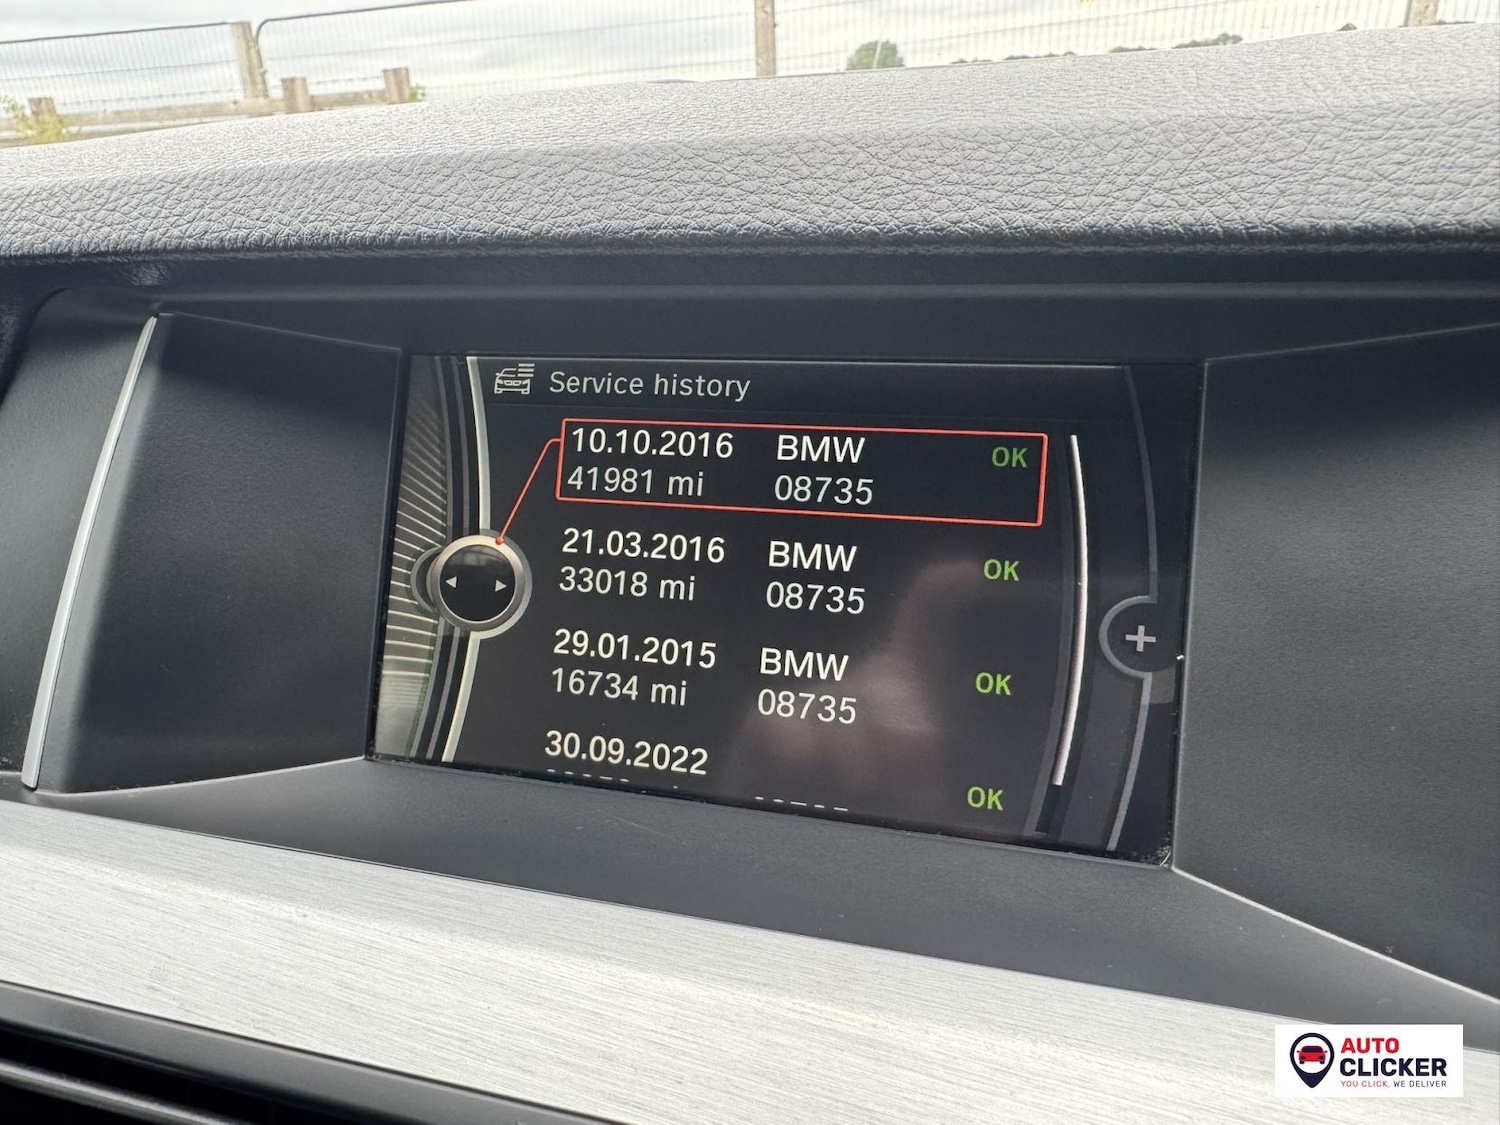 Service history
10.10.2016 BMW OK
41981 mi 08735
21.03.2016 BMW OK
33018 mi 08735
29.01.2015 BMW OK
16734 mi 08735
30.09.2022
OK
+
AUTO
CLICKER
YOU CLICK, WE DELIVER